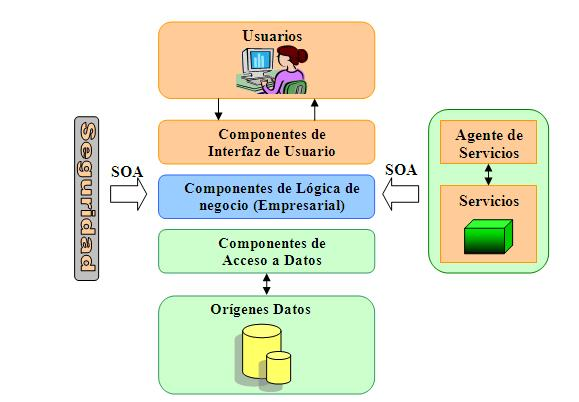 Usuarios
Componentes de
Interfaz de Usuario
Seguridad
SOA
Componentes de Lógica de
negocio (Empresarial)
SOA
Agente de
Servicios
Servicios
Componentes de
Acceso a Datos
Orígenes Datos